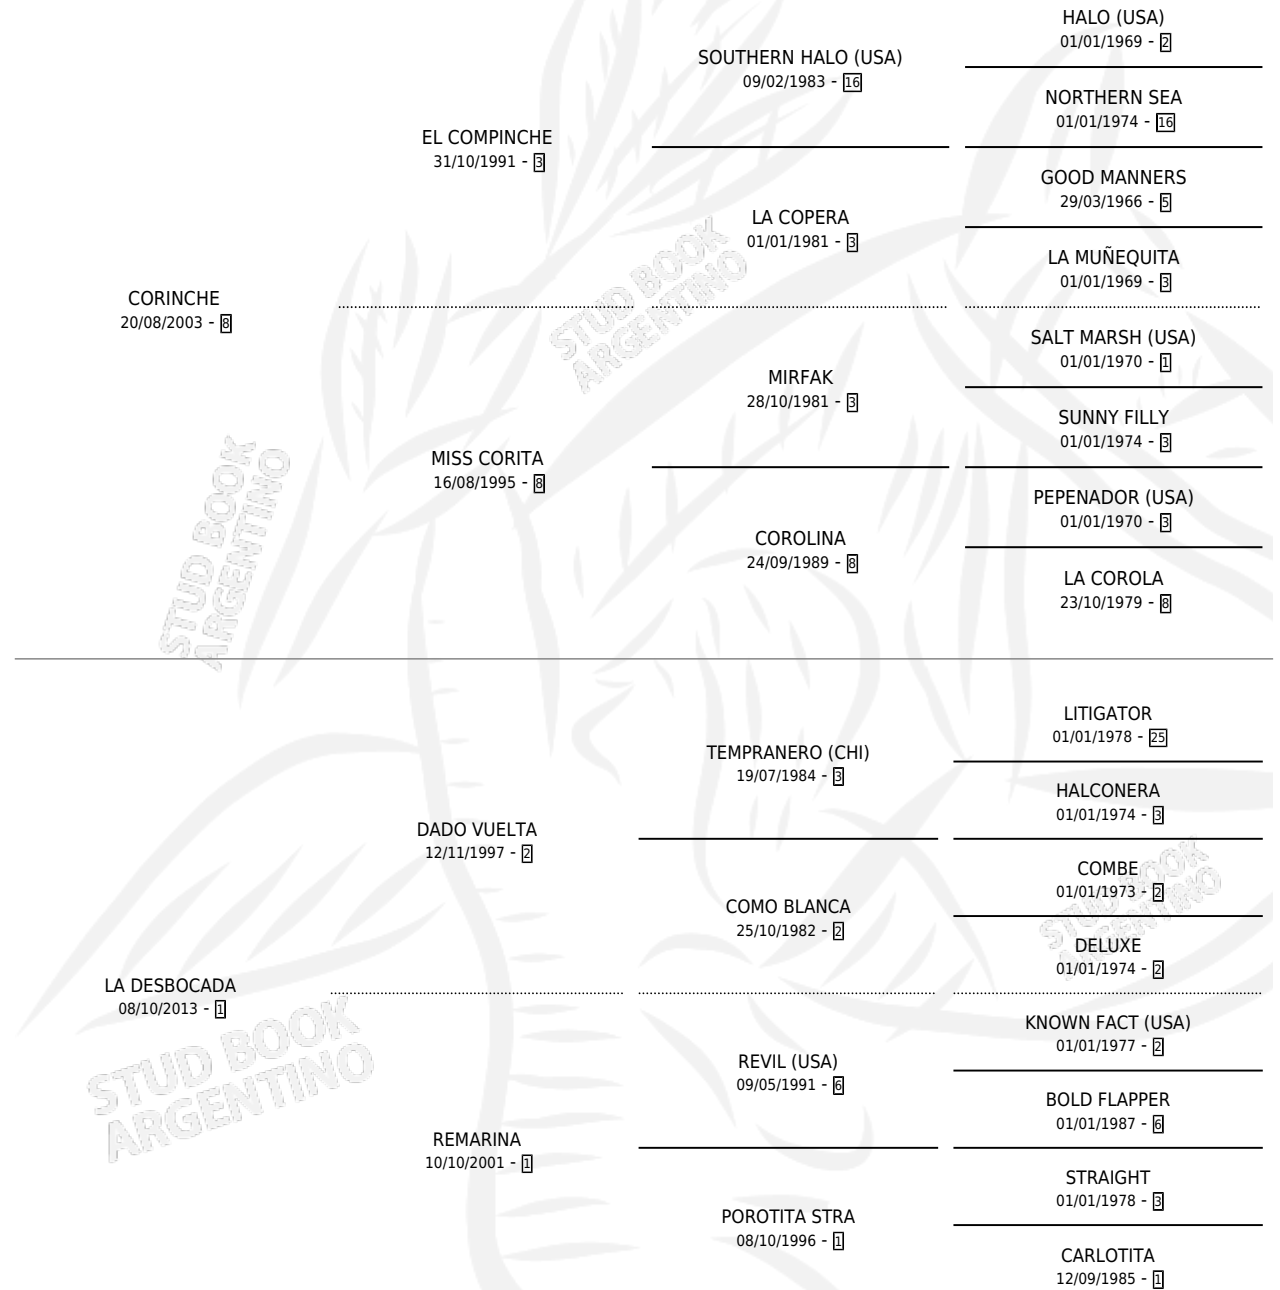 HALO (USA)
01/01/1969 - 2
SOUTHERN HALO (USA)
09/02/1983 - 16
NORTHERN SEA
01/01/1974 - 16
EL COMPINCHE
31/10/1991 - 3
GOOD MANNERS
29/03/1966 - 5
LA COPERA
01/01/1981 - 3
LA MUÑEQUITA
01/01/1969 - 3
CORINCHE
20/08/2003 - 8
STUD BOOK
ARGENTINO
SALT MARSH (USA)
01/01/1970 - 1
MIRFAK
28/10/1981 - 3
SUNNY FILLY
01/01/1974 - 3
MISS CORITA
16/08/1995 - 8
PEPENADOR (USA)
01/01/1970 - 3
COROLINA
24/09/1989 - 8
LA COROLA
23/10/1979 - 8
STUD BOOK
ARGENTINO
LITIGATOR
01/01/1978 - 25
TEMPRANERO (CHI)
19/07/1984 - 3
HALCONERA
01/01/1974 - 3
DADO VUELTA
12/11/1997 - 2
COMBE
01/01/1973 - 2
COMO BLANCA
25/10/1982 - 2
DELUXE
01/01/1974 - 2
STUD BOOK
ARGENTINO
LA DESBOCADA
08/10/2013 - 1
STUD BOOK
ARGENTINO
KNOWN FACT (USA)
01/01/1977 - 2
REVIL (USA)
09/05/1991 - 6
BOLD FLAPPER
01/01/1987 - 6
REMARINA
10/10/2001 - 1
STRAIGHT
01/01/1978 - 3
POROTITA STRA
08/10/1996 - 1
CARLOTITA
12/09/1985 - 1